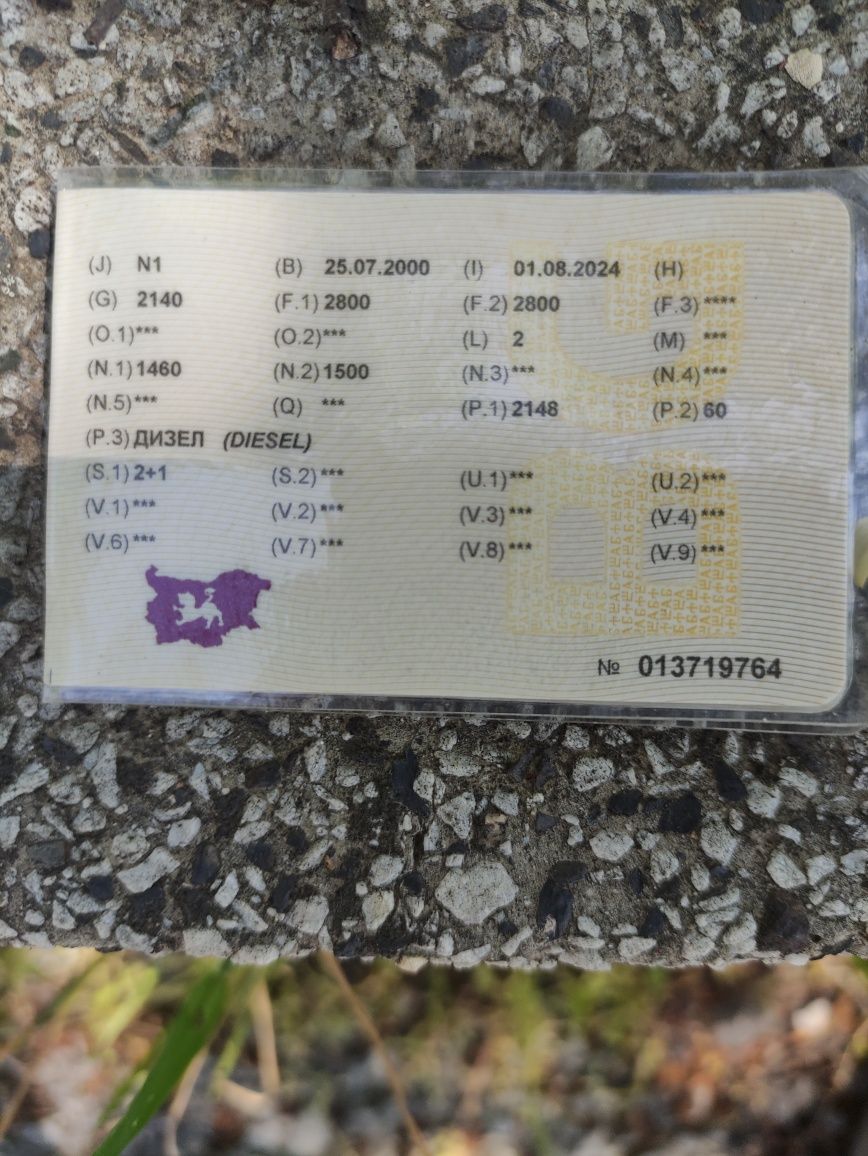 (J) N1 (B) 25.07.2000 (I) 01.08.2024 (H)
(G) 2140 (F.1) 2800 (F.2) 2800 (F.3) ****
(O.1) *** (O.2) *** (L) 2 (M) ***
(N.1) 1460 (N.2) 1500 (N.3) *** (N.4) ***
(N.5) *** (Q) *** (P.1) 2148 (P.2) 60
(P.3) ДИЗЕЛ (DIESEL)
(S.1) 2+1 (S.2) *** (U.1) *** (U.2) ***
(V.1) *** (V.2) *** (V.3) *** (V.4) ***
(V.6) *** (V.7) *** (V.8) *** (V.9) ***
№ 013719764